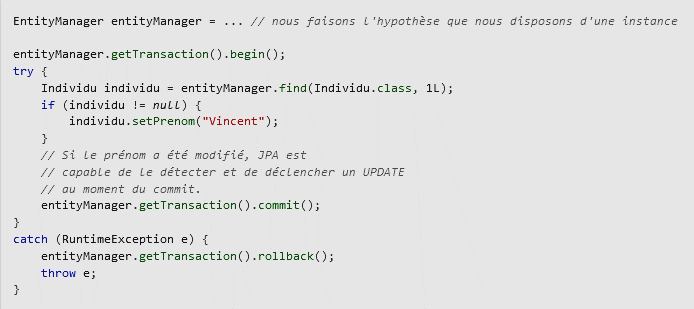 EntityManager entityManager = ... // nous faisons l'hypothèse que nous disposons d'une instance
entityManager.getTransaction().begin();
try {
Individu individu = entityManager.find(Individu.class, 1L);
if (individu != null) {
individu.setPrenom("Vincent");
}
// Si le prénom a été modifié, JPA est
// capable de le détecter et de déclencher un UPDATE
// au moment du commit.
entityManager.getTransaction().commit();
}
catch (RuntimeException e) {
entityManager.getTransaction().rollback();
throw e;
}